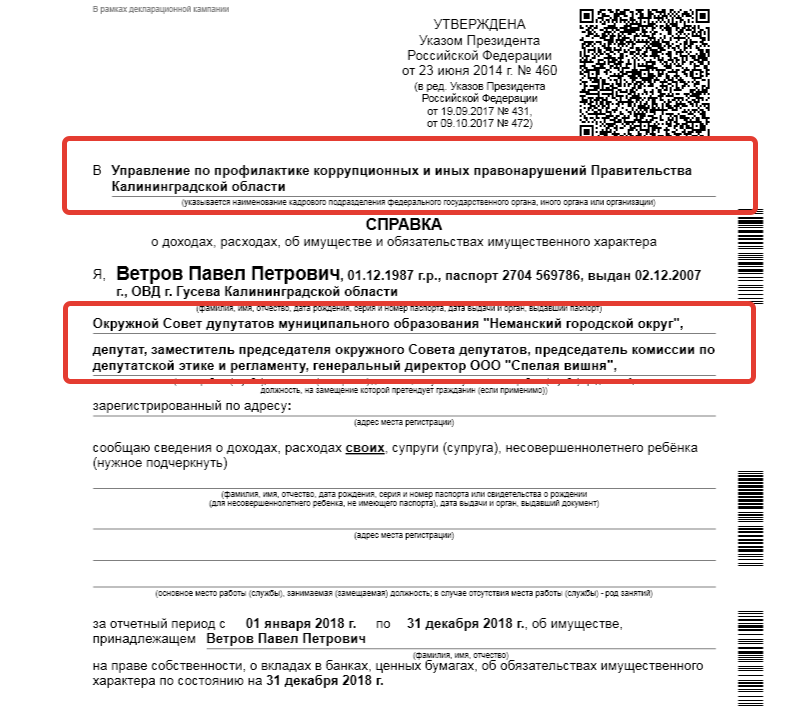 В рамках декларационной кампании
УТВЕРЖДЕНА
Указом Президента
Российской Федерации
от 23 июня 2014 г. № 460
(в ред. Указов Президента
Российской Федерации
от 19.09.2017 № 431,
от 09.10.2017 № 472)
В Управление по профилактике коррупционных и иных правонарушений Правительства
Калининградской области
(указывается наименование кадрового подразделения федерального государственного органа, иного органа или организации)
СПРАВКА
о доходах, расходах, об имуществе и обязательствах имущественного характера
Я, Ветров Павел Петрович, 01.12.1987 г.р., паспорт 2704 569786, выдан 02.12.2007
г., ОВД г. Гусева Калининградской области
(фамилия, имя, отчество, дата рождения, серия и номер паспорта, дата выдачи и орган, выдавший паспорт)
Окружной Совет дупутатов муниципального образования "Неманский городской округ",
депутат, заместитель председателя окружного Совета депутатов, председатель комиссии по
депутатской этике и регламенту, генеральный директор ООО "Спелая вишня",
должность, на замещение которой претендует гражданин (если применимо))
зарегистрированный по адресу:
(адрес места регистрации)
сообщаю сведения о доходах, расходах своих, супруги (супруга), несовершеннолетнего ребёнка
(нужное подчеркнуть)
(фамилия, имя, отчество, дата рождения, серия и номер паспорта или свидетельства о рождении
(для несовершеннолетнего ребенка, не имеющего паспорта), дата выдачи и орган, выдавший документ)
(адрес места регистрации)
(основное место работы (службы), занимаемая (замещаемая) должность; в случае отсутствия места работы (службы) - род занятий)
за отчетный период с 01 января 2018 г. по 31 декабря 2018 г., об имуществе,
принадлежащем Ветров Павел Петрович
(фамилия, имя, отчество)
на праве собственности, о вкладах в банках, ценных бумагах, об обязательствах имущественного
характера по состоянию на 31 декабря 2018 г.